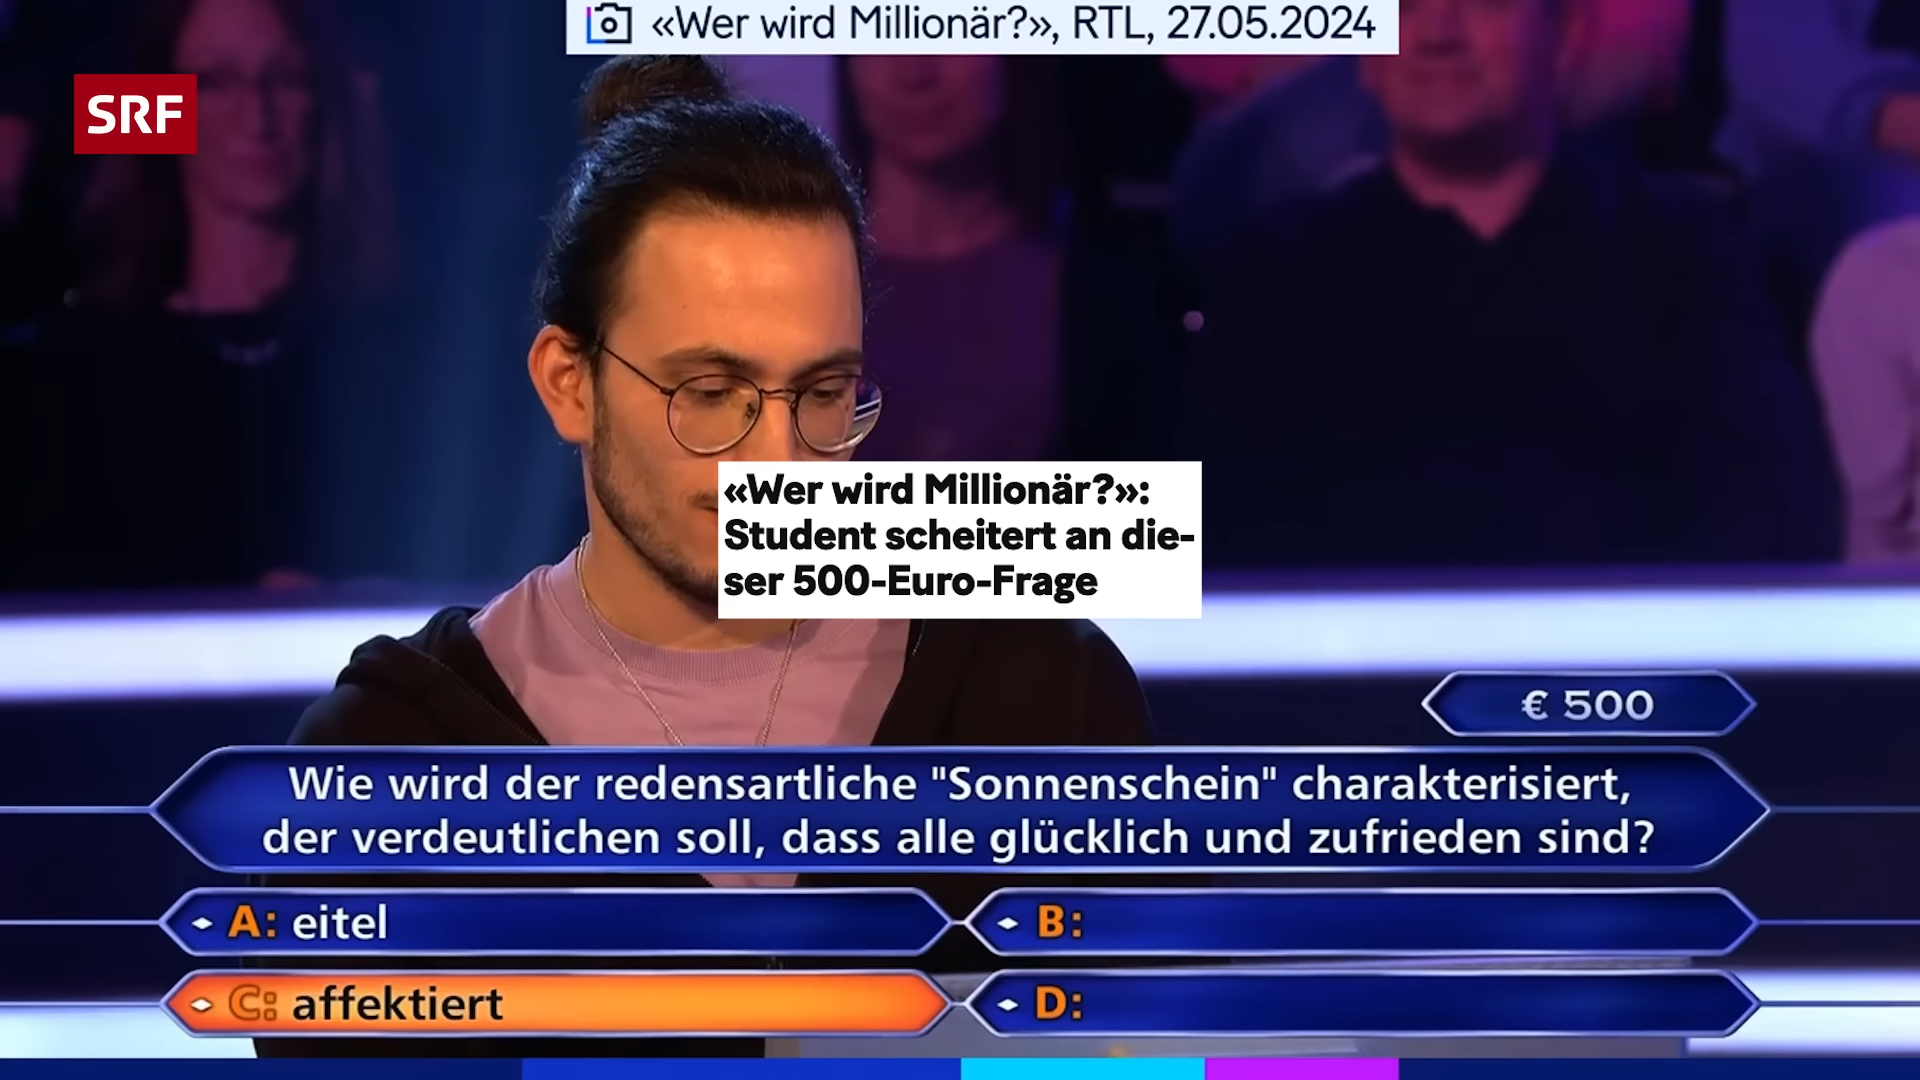 «Wer wird Millionär?», RTL, 27.05.2024
SRF
«Wer wird Millionär?»:
Student scheitert an die-
ser 500-Euro-Frage
€ 500
Wie wird der redensartliche "Sonnenschein" charakterisiert,
der verdeutlichen soll, dass alle glücklich und zufrieden sind?
A: eitel
B:
C: affektiert
D: